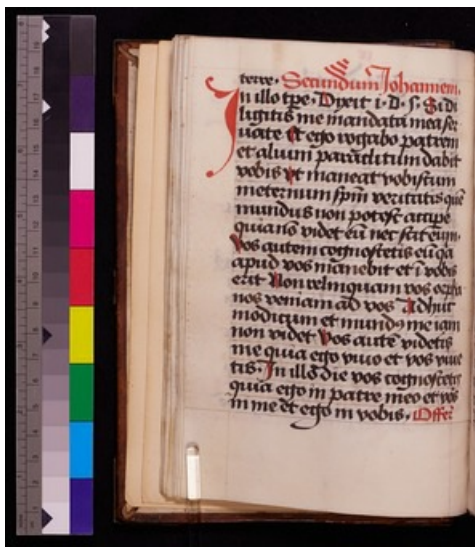 terre. Secundum Johannem.
In illo tpe. Dixit i. d. s. Si di
ligitis me mandata mea ser
uate Et ego rogabo patrem
et alium paraclitum dabit
vobis vt maneat vobiscum
in eternum spm veritatis que
mundus non potest accipe
quia nō videt eū nec scit eum.
Vos autem cognoscetis eū qa
apud vos manebit et ī vobis
erit Non relinquam vos orpha
nos veniam ad vos Adhuc
modicum et mundꝯ me iam
non videt Vos autē videtis
me quia ego viuo et vos viue
tis. In illo die vos cognoscetis
quia ego in patre meo et vos
in me et ego in vobis. Offer